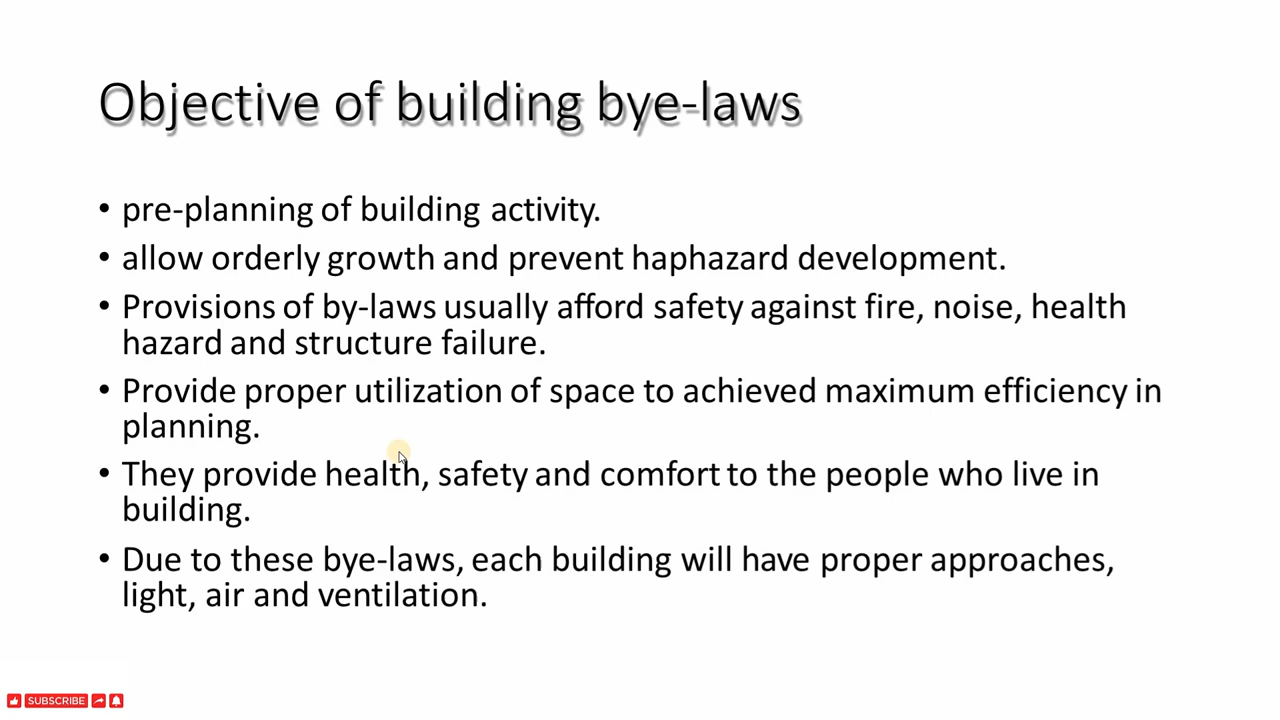 Objective of building bye-laws
• pre-planning of building activity.
• allow orderly growth and prevent haphazard development.
• Provisions of by-laws usually afford safety against fire, noise, health
hazard and structure failure.
• Provide proper utilization of space to achieved maximum efficiency in
planning.
• They provide health, safety and comfort to the people who live in
building.
• Due to these bye-laws, each building will have proper approaches,
light, air and ventilation.
SUBSCRIBE